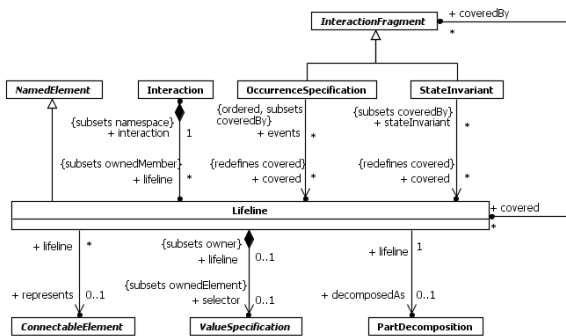 InteractionFragment
+ coveredBy
*
NamedElement
Interaction
OccurrenceSpecification
StateInvariant
{subsets namespace}
+ interaction
1
{ordered, subsets
coveredBy}
+ events
*
{subsets coveredBy}
+ stateInvariant
*
{subsets ownedMember}
+ lifeline
*
{redefines covered}
+ covered
*
{redefines covered}
+ covered
*
Lifeline
+ covered
*
+ lifeline
*
{subsets owner}
+ lifeline
0..1
+ lifeline
1
+ represents
0..1
{subsets ownedElement}
+ selector
0..1
+ decomposedAs
0..1
ConnectableElement
ValueSpecification
PartDecomposition